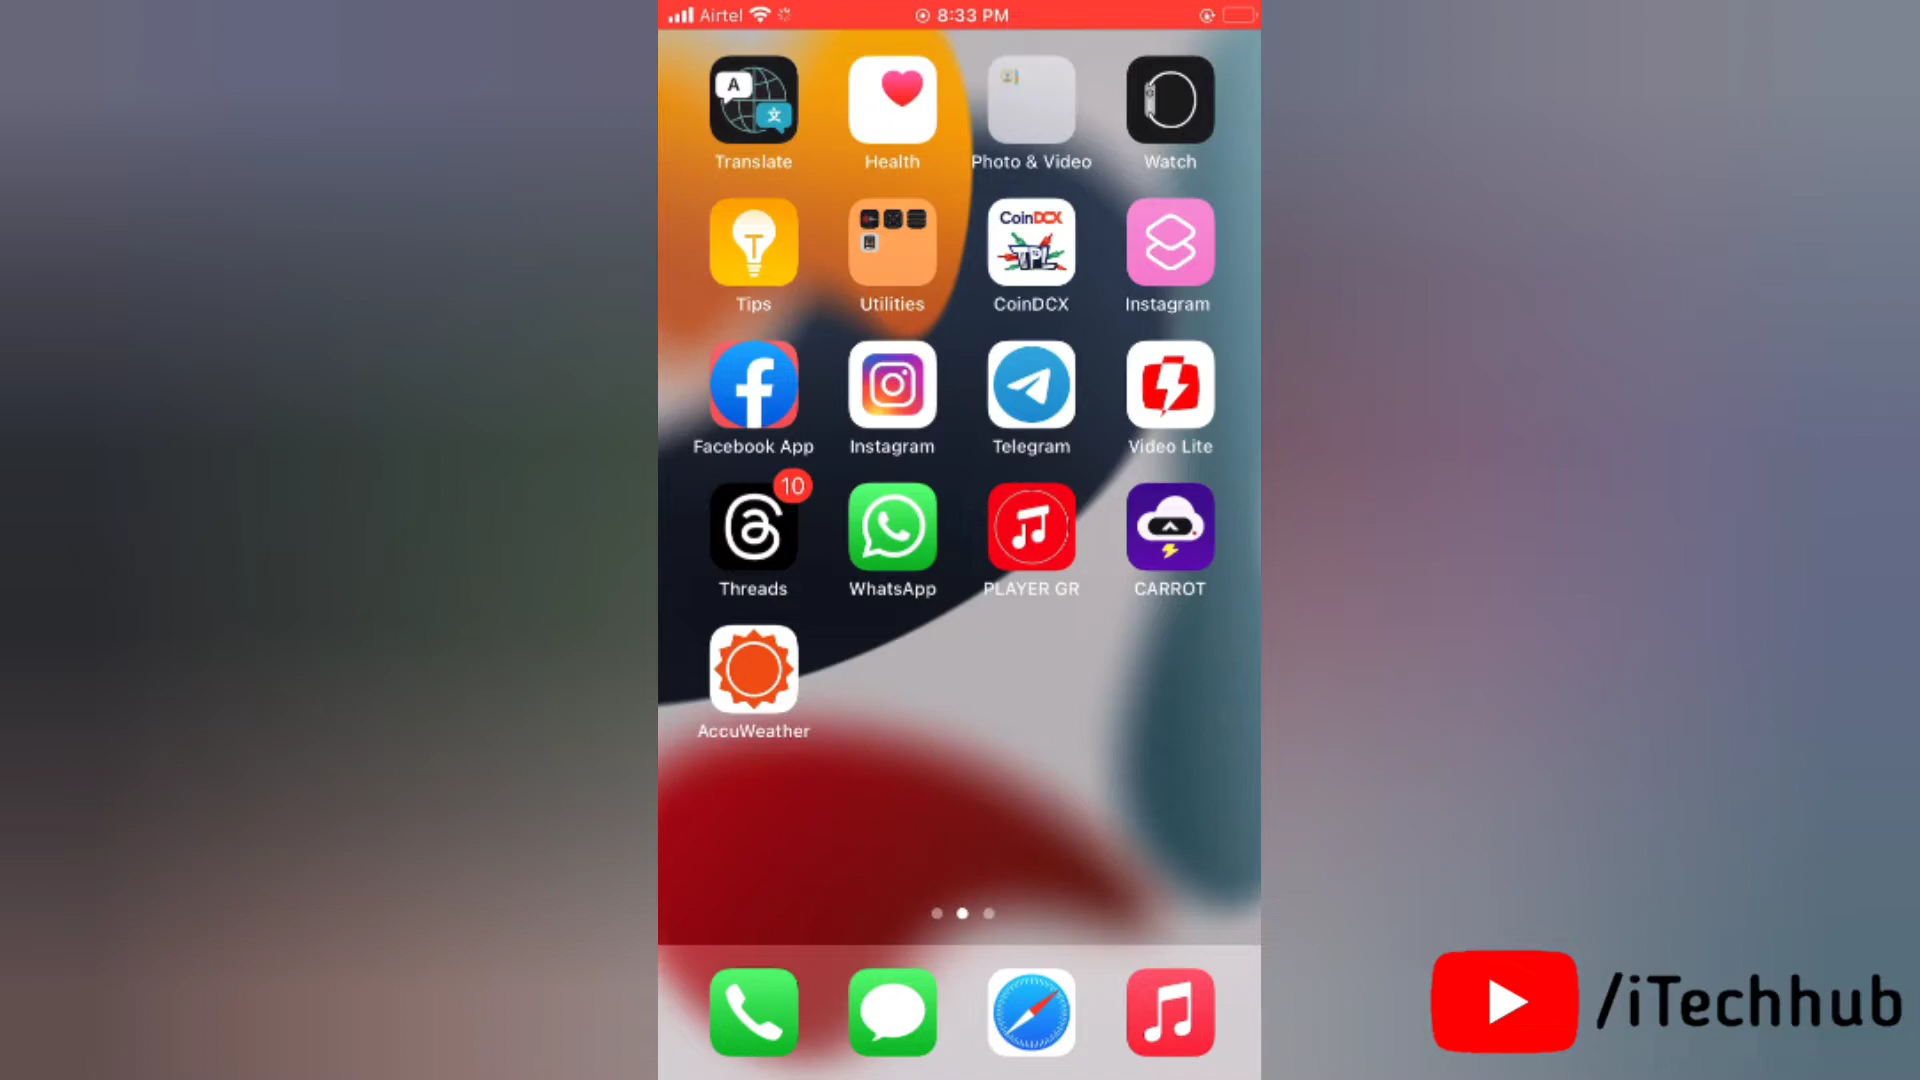 Airtel 8:33 PM
A
文
Translate Health Photo & Video Watch
CoinDCX
TPL
Tips Utilities CoinDCX Instagram
Facebook App Instagram Telegram Video Lite
10
Threads WhatsApp PLAYER GR CARROT
AccuWeather
/iTechhub